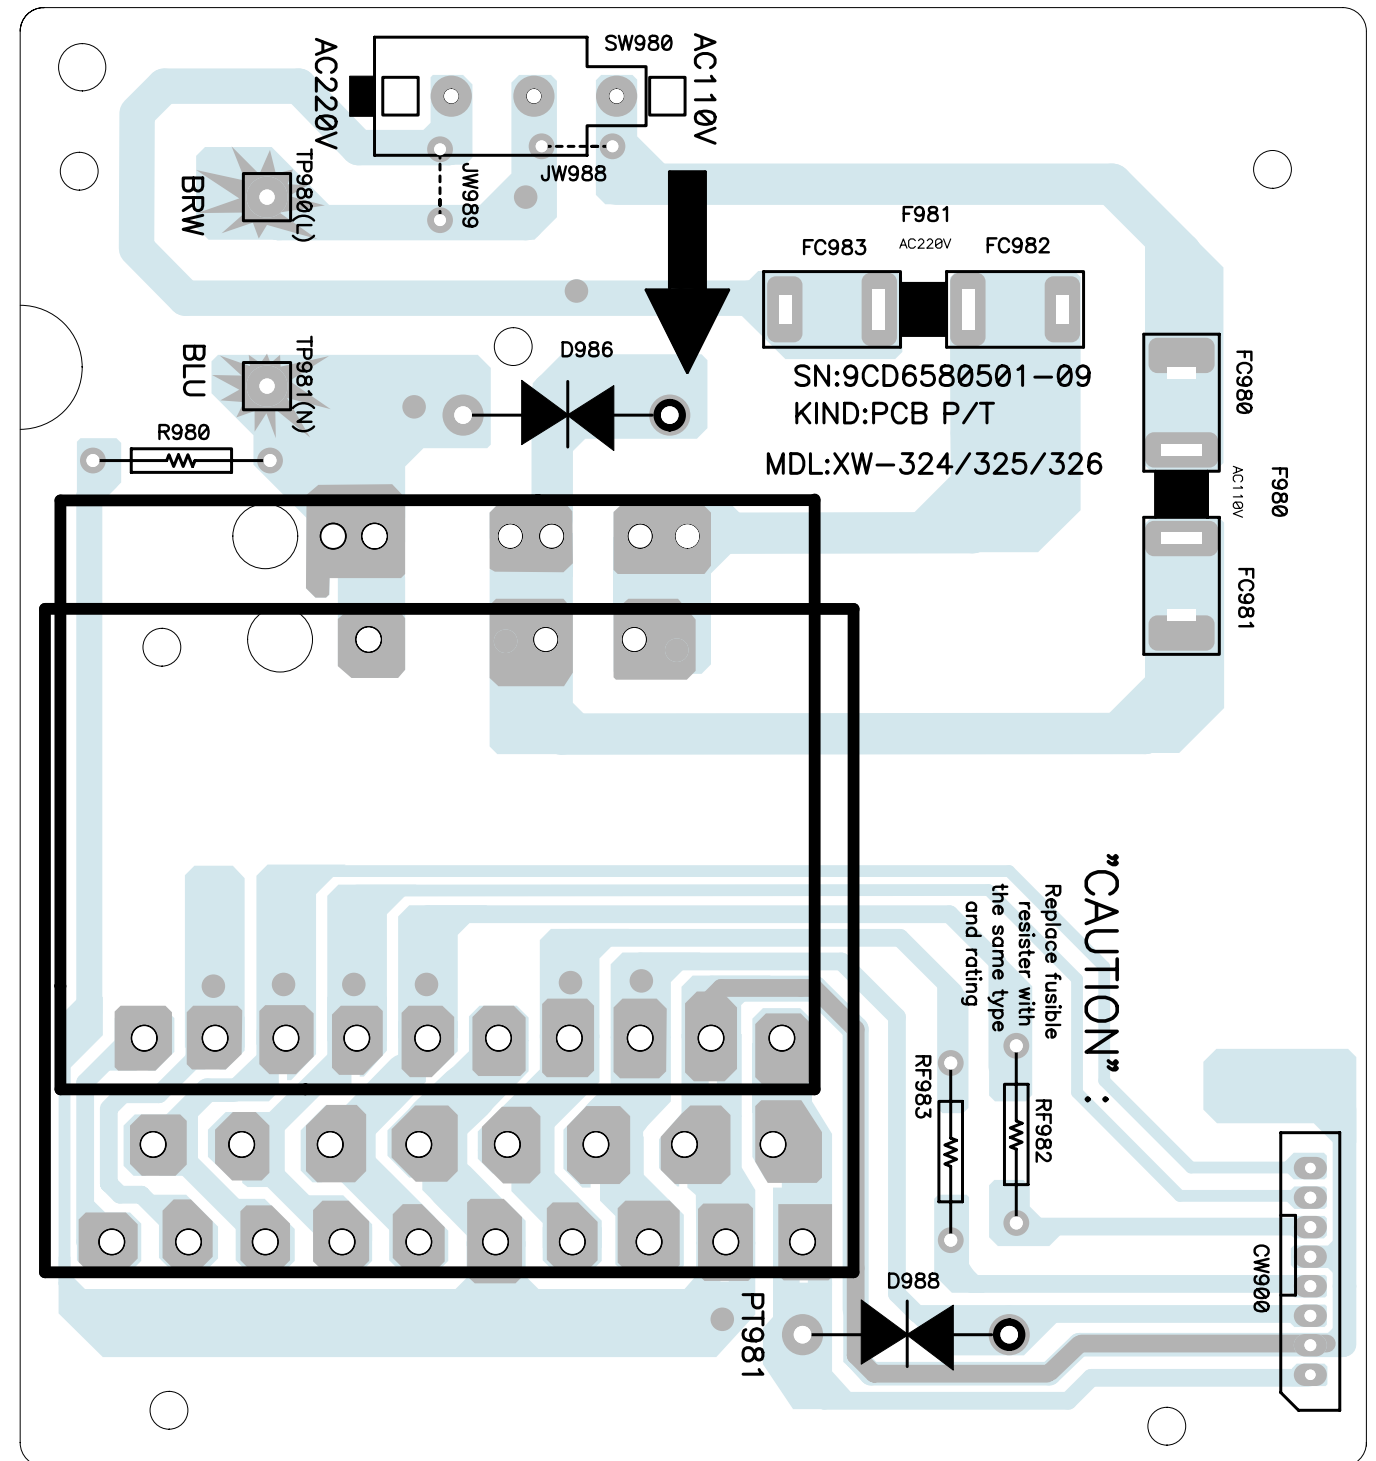 SW980
AC220V
AC110V
TP980(L)
BRW
JW989
JW988
F981
AC220V
FC983
FC982
D986
TP981(N)
BLU
R980
SN:9CD6580501-09
KIND:PCB P/T
MDL:XW-324/325/326
FC980
AC110V
F980
FC981
"CAUTION" :
Replace fusible
resister with
the same type
and rating
RF983
RF982
CW900
D988
PT981